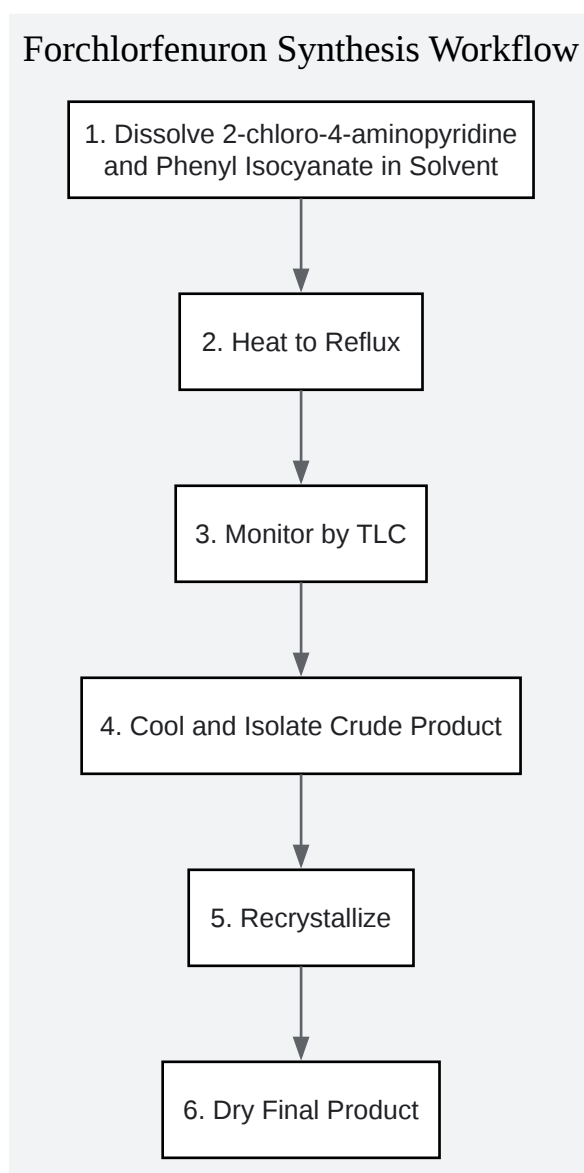 Forchlorfenuron Synthesis Workflow
1. Dissolve 2-chloro-4-aminopyridine
and Phenyl Isocyanate in Solvent
2. Heat to Reflux
3. Monitor by TLC
4. Cool and Isolate Crude Product
5. Recrystallize
6. Dry Final Product